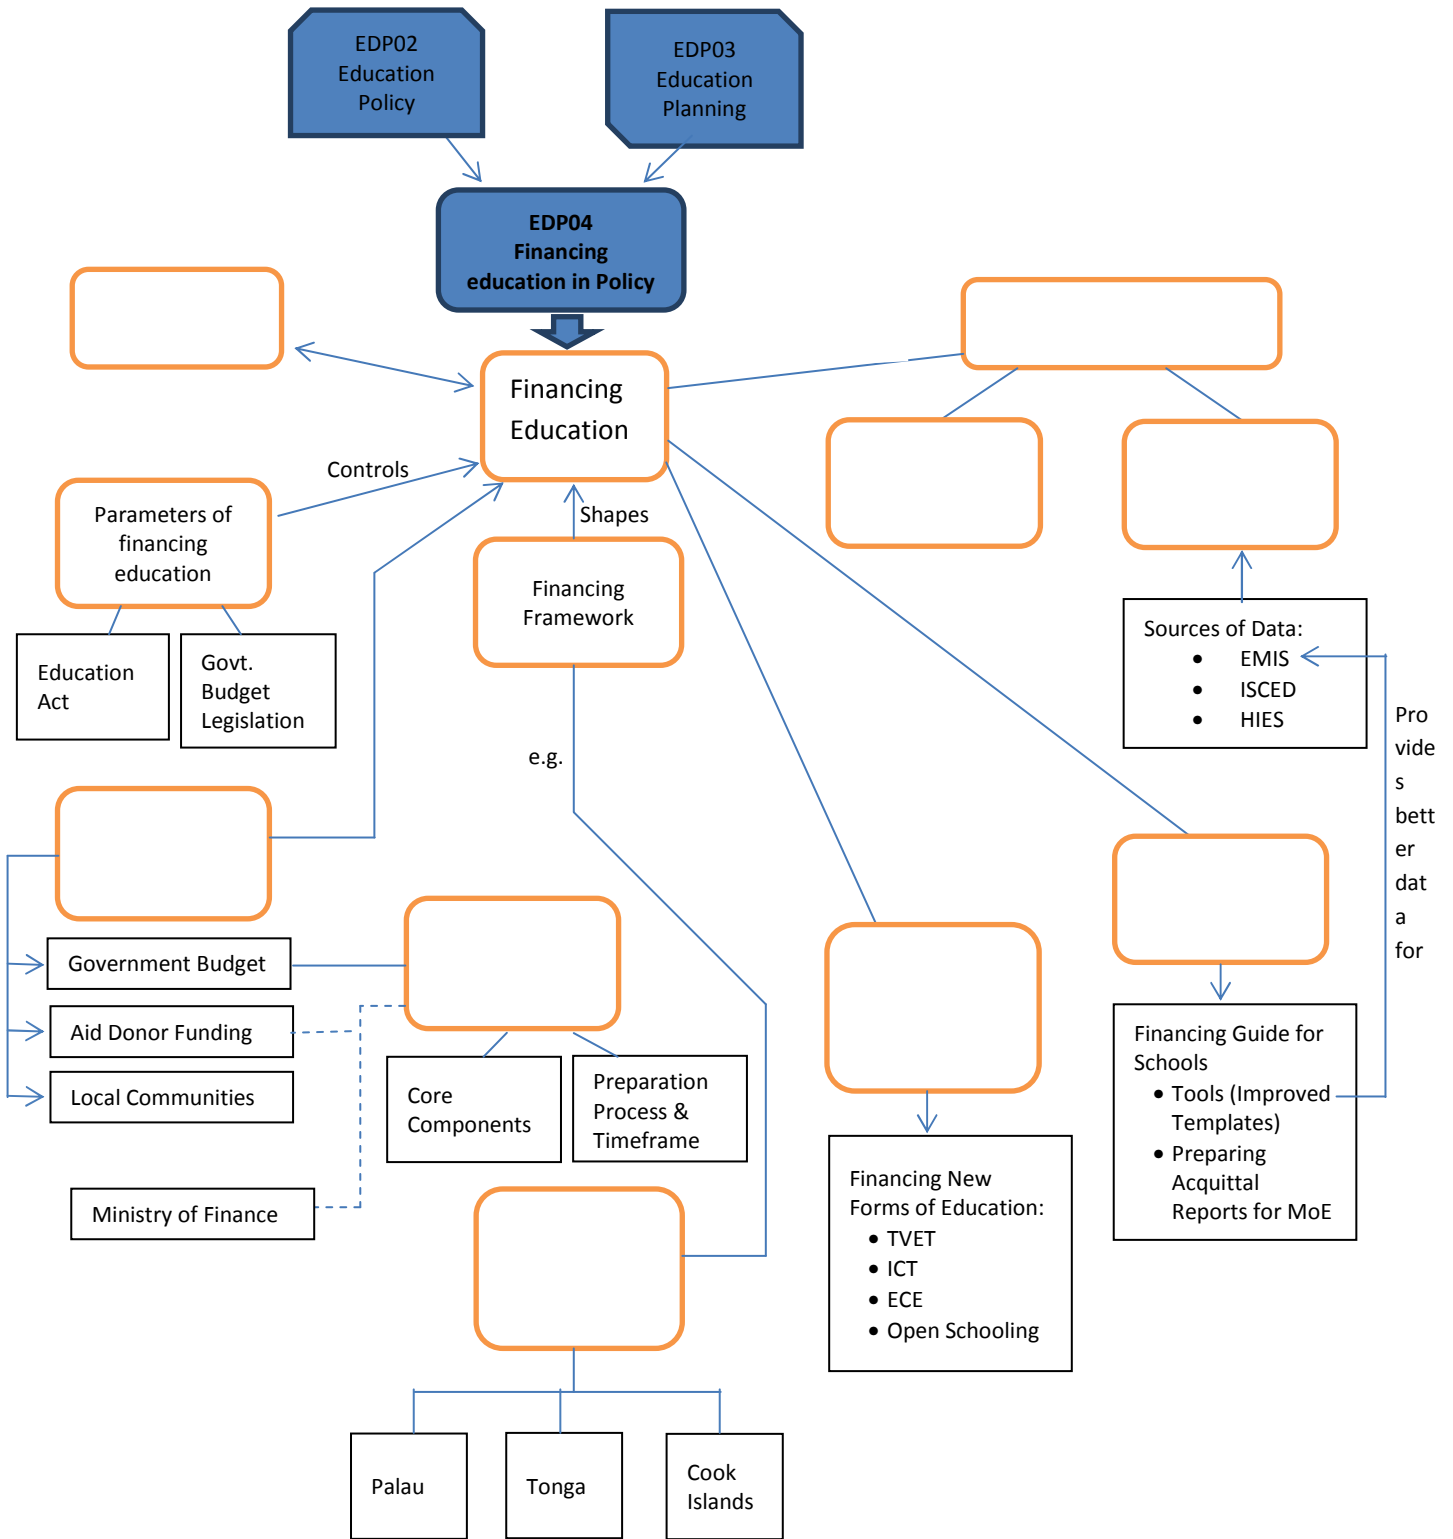 EDP02
Education
Policy
EDP03
Education
Planning
EDP04
Financing
education in Policy
Financing
Education
Controls
Shapes
Parameters of
financing
education
Financing
Framework
Education
Act
Govt.
Budget
Legislation
Sources of Data:
• EMIS
• ISCED
• HIES
Pro
vide
s
bett
er
dat
a
for
e.g.
Government Budget
Aid Donor Funding
Local Communities
Core
Components
Preparation
Process &
Timeframe
Ministry of Finance
Financing Guide for
Schools
• Tools (Improved
Templates)
• Preparing
Acquittal
Reports for MoE
Financing New
Forms of Education:
• TVET
• ICT
• ECE
• Open Schooling
Palau
Tonga
Cook
Islands